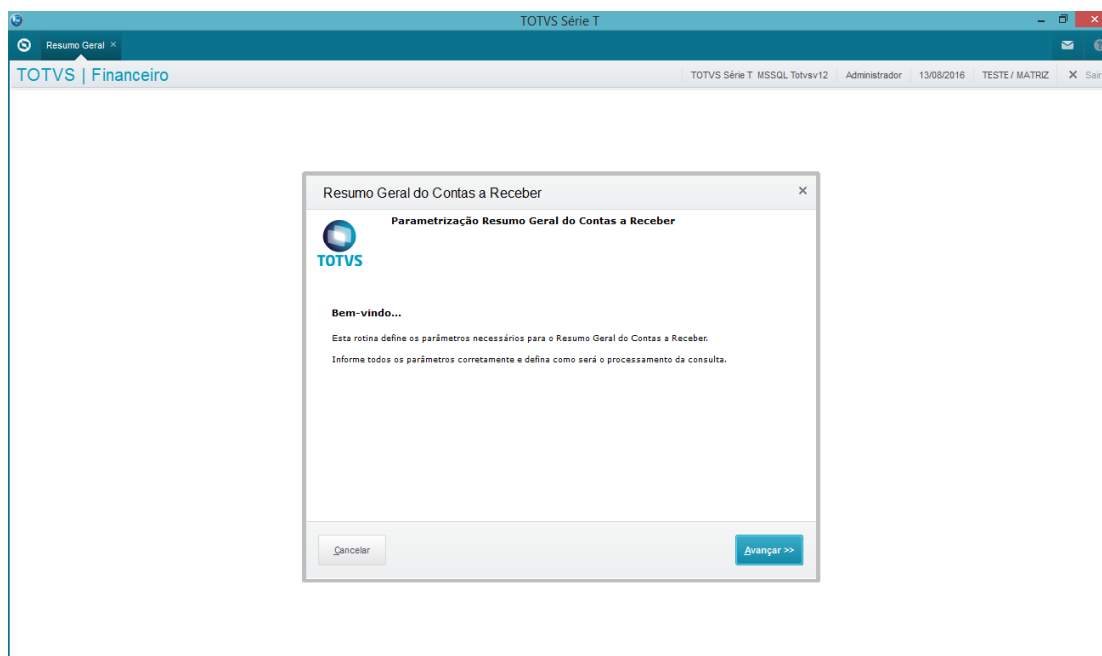 TOTVS Série T
Resumo Geral ×
TOTVS | Financeiro
TOTVS Série T MSSQL Totvsv12
Administrador
13/08/2016
TESTE / MATRIZ
Sair
Resumo Geral do Contas a Receber
Parametrização Resumo Geral do Contas a Receber
TOTVS
Bem-vindo...
Esta rotina define os parâmetros necessários para o Resumo Geral do Contas a Receber.
Informe todos os parâmetros corretamente e defina como será o processamento da consulta.
Cancelar
Avançar >>